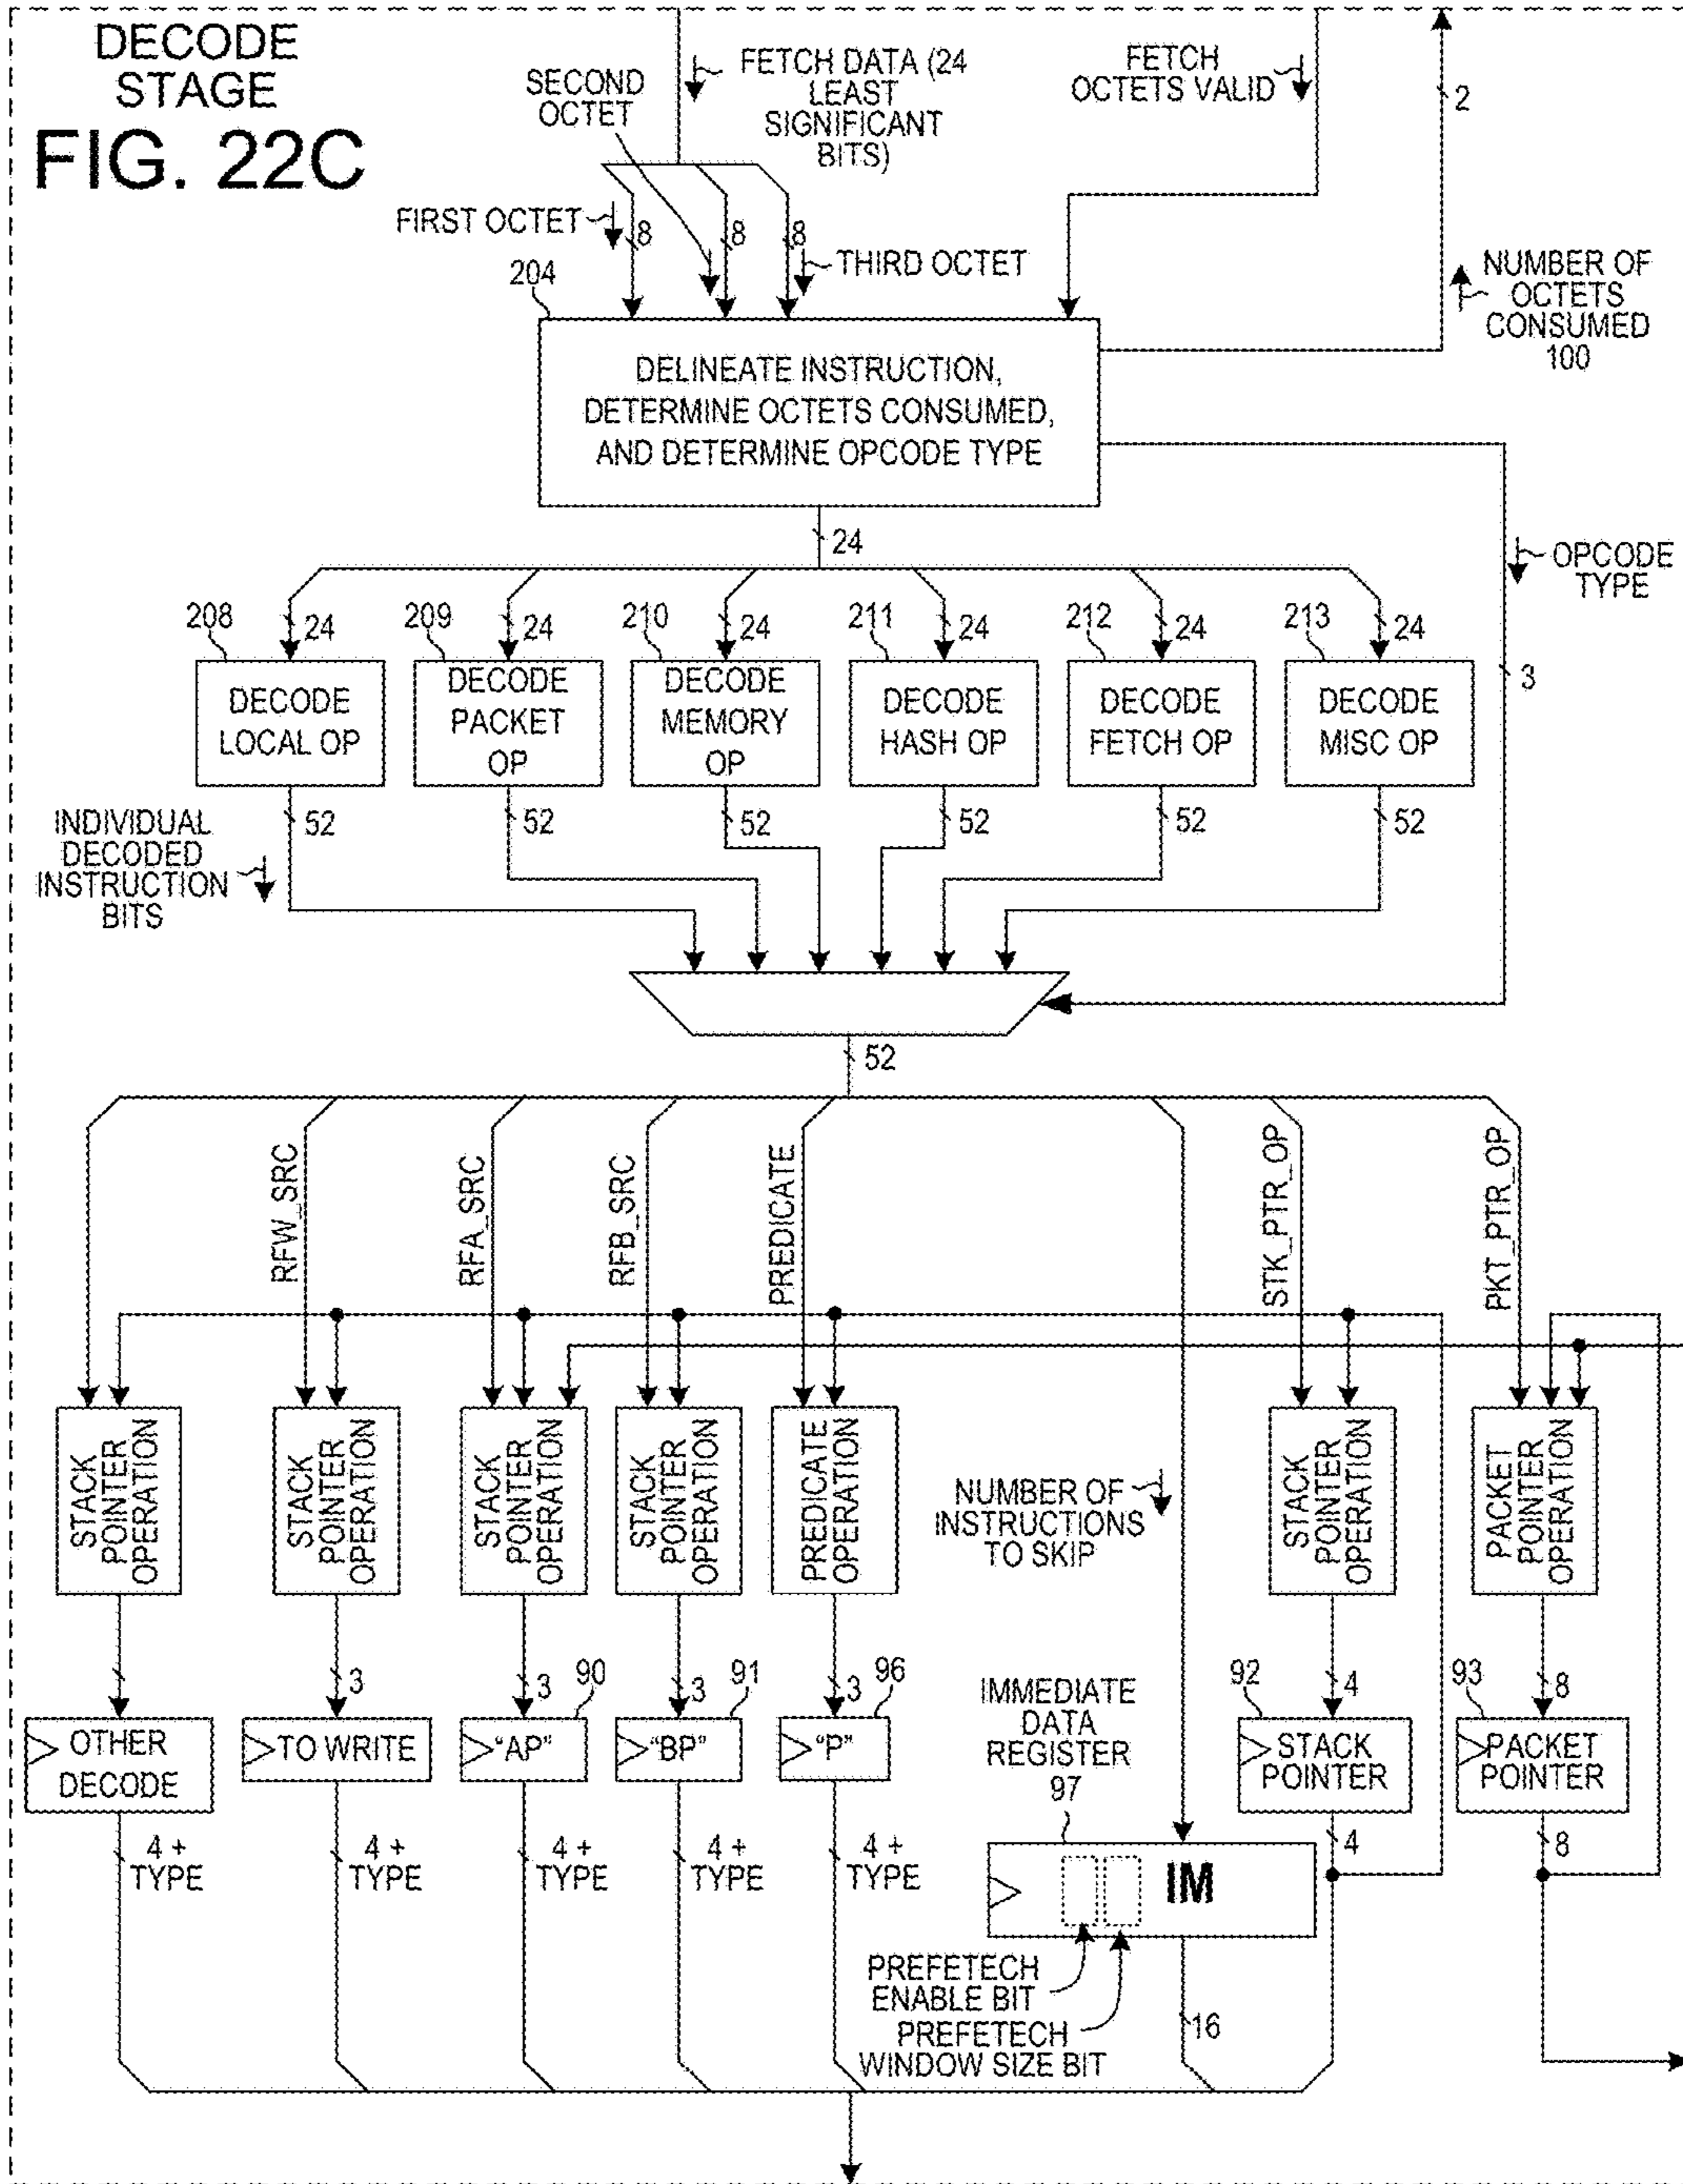 DECODE
STAGE
FIG. 22C
SECOND
OCTET
FETCH DATA (24
LEAST
SIGNIFICANT
BITS)
FETCH
OCTETS VALID
2
FIRST OCTET
8
8
8
THIRD OCTET
NUMBER OF
OCTETS
CONSUMED
100
204
DELINEATE INSTRUCTION,
DETERMINE OCTETS CONSUMED,
AND DETERMINE OPCODE TYPE
24
OPCODE
TYPE
3
208
24
209
24
210
24
211
24
212
24
213
24
DECODE
LOCAL OP
DECODE
PACKET
OP
DECODE
MEMORY
OP
DECODE
HASH OP
DECODE
FETCH OP
DECODE
MISC OP
INDIVIDUAL
DECODED
INSTRUCTION
BITS
52
52
52
52
52
52
52
RFW_SRC
RFA_SRC
RFB_SRC
PREDICATE
STK_PTR_OP
PKT_PTR_OP
STACK
POINTER
OPERATION
STACK
POINTER
OPERATION
STACK
POINTER
OPERATION
STACK
POINTER
OPERATION
PREDICATE
OPERATION
NUMBER OF
INSTRUCTIONS
TO SKIP
STACK
POINTER
OPERATION
PACKET
POINTER
OPERATION
3
3
90
3
91
3
96
IMMEDIATE
DATA
REGISTER
97
92
4
93
8
OTHER
DECODE
TO WRITE
"AP"
"BP"
"P"
STACK
POINTER
PACKET
POINTER
4 +
TYPE
4 +
TYPE
4 +
TYPE
4 +
TYPE
4 +
TYPE
IM
4
8
PREFETECH
ENABLE BIT
PREFETECH
WINDOW SIZE BIT
16